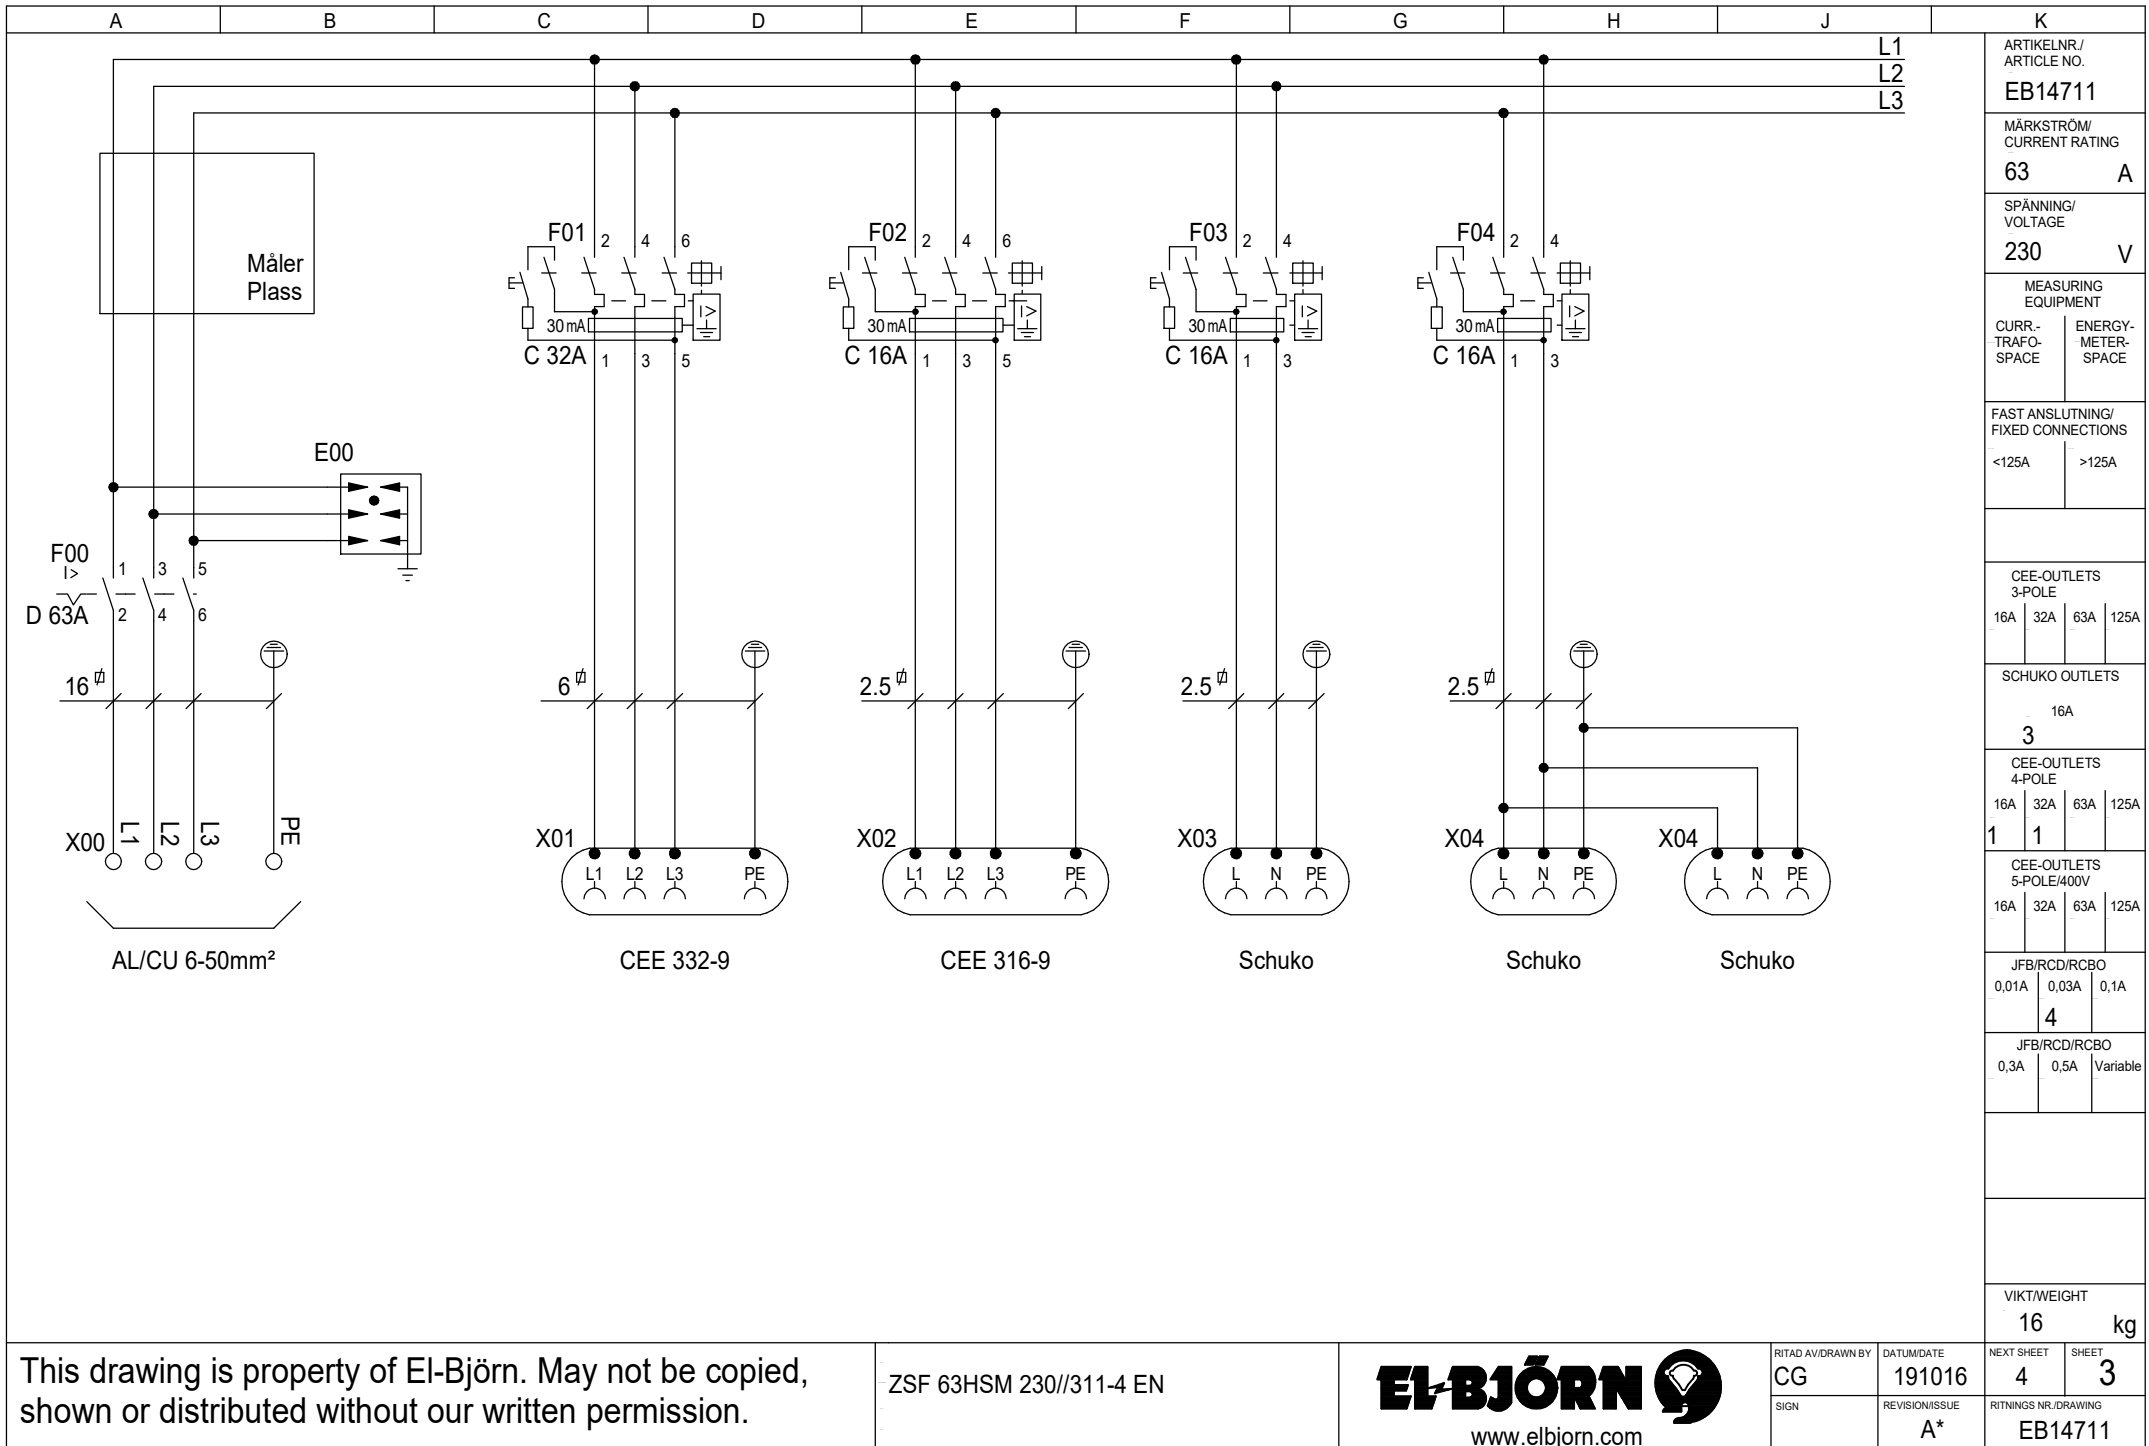 A B C D E F G H J K
L1
L2
L3
Måler
Plass
E00
F00
I>
D 63A
1 3 5
2 4 6
16
X00
L1 L2 L3 PE
AL/CU 6-50mm²
F01 2 4 6
30 mA
I>
C 32A 1 3 5
6
X01
L1 L2 L3 PE
CEE 332-9
F02 2 4 6
30 mA
I>
C 16A 1 3 5
2.5
X02
L1 L2 L3 PE
CEE 316-9
F03 2 4
30 mA
I>
C 16A 1 3
2.5
X03
L N PE
Schuko
F04 2 4
30 mA
I>
C 16A 1 3
2.5
X04
L N PE
Schuko
X04
L N PE
Schuko
ARTIKELNR./
ARTICLE NO.
EB14711
MÄRKSTRÖM/
CURRENT RATING
63 A
SPÄNNING/
VOLTAGE
230 V
MEASURING
EQUIPMENT
CURR.-
TRAFO-
SPACE
ENERGY-
METER-
SPACE
FAST ANSLUTNING/
FIXED CONNECTIONS
<125A >125A
CEE-OUTLETS
3-POLE
16A 32A 63A 125A
SCHUKO OUTLETS
16A
3
CEE-OUTLETS
4-POLE
16A 32A 63A 125A
1 1
CEE-OUTLETS
5-POLE/400V
16A 32A 63A 125A
JFB/RCD/RCBO
0,01A 0,03A 0,1A
4
JFB/RCD/RCBO
0,3A 0,5A Variable
VIKT/WEIGHT
16 kg
This drawing is property of El-Björn. May not be copied,
shown or distributed without our written permission.
ZSF 63HSM 230//311-4 EN
EL-BJÖRN
www.elbjorn.com
RITAD AV/DRAWN BY
CG
DATUM/DATE
191016
NEXT SHEET
4
SHEET
3
SIGN
REVISION/ISSUE
A*
RITNINGS NR./DRAWING
EB14711